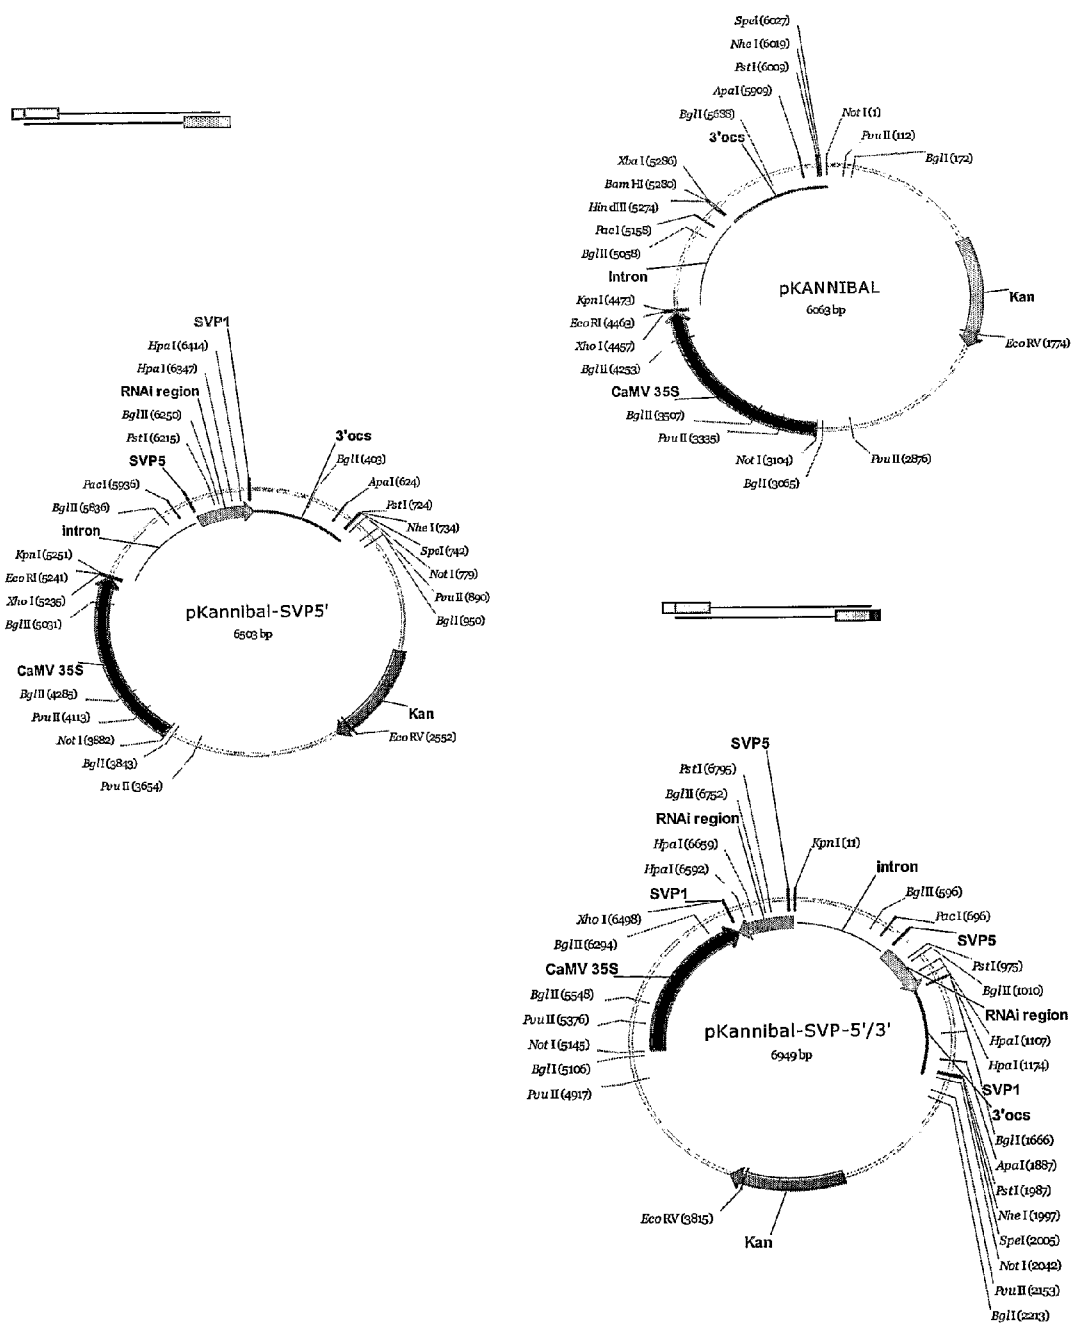 SpeI(6027)
NheI(6019)
PstI(6009)
ApaI(5909)
BglI(5688)
3'ocs
NotI(1)
PvuII(112)
BglI(172)
XbaI(5286)
BamHI(5280)
HindIII(5274)
PacI(5158)
BglII(5058)
Intron
KpnI(4473)
EcoRI(4463)
XhoI(4457)
BglII(4253)
CaMV 35S
BglII(3507)
PvuII(3335)
NotI(3104)
BglI(3065)
PvuII(2876)
pKANNIBAL
6063 bp
Kan
EcoRV(1774)
SVP1
HpaI(6414)
HpaI(6347)
RNAi region
BglII(6250)
PstI(6215)
SVP5
PacI(5936)
BglII(5836)
intron
KpnI(5251)
EcoRI(5241)
XhoI(5235)
BglII(5031)
CaMV 35S
BglII(4285)
PvuII(4113)
NotI(3882)
BglI(3843)
PvuII(3654)
3'ocs
BglI(403)
ApaI(624)
PstI(724)
NheI(734)
SpeI(742)
NotI(779)
PvuII(890)
BglI(950)
pKannibal-SVP5'
6503 bp
Kan
EcoRV(2552)
SVP5
PstI(6795)
BglII(6752)
RNAi region
HpaI(6659)
HpaI(6592)
SVP1
XhoI(6498)
BglII(6294)
CaMV 35S
BglII(5548)
PvuII(5376)
NotI(5145)
BglI(5106)
PvuII(4917)
KpnI(11)
intron
BglII(596)
PacI(696)
SVP5
PstI(975)
BglII(1010)
RNAi region
HpaI(1107)
HpaI(1174)
SVP1
3'ocs
BglI(1666)
ApaI(1887)
PstI(1987)
NheI(1997)
SpeI(2005)
NotI(2042)
PvuII(2153)
BglI(2213)
pKannibal-SVP-5'/3'
6949 bp
EcoRV(3815)
Kan